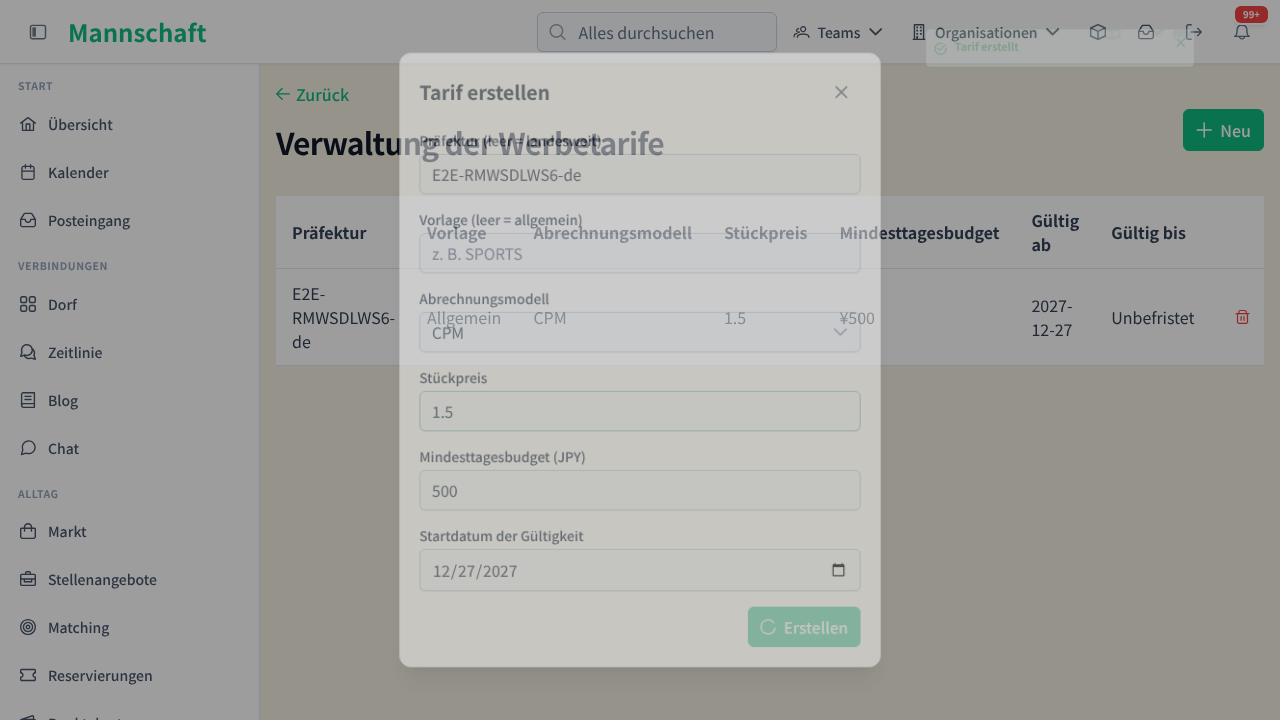 Mannschaft
Alles durchsuchen
Teams
Organisationen
99+
Tarif erstellt
START
Übersicht
Kalender
Posteingang
VERBINDUNGEN
Dorf
Zeitlinie
Blog
Chat
ALLTAG
Markt
Stellenangebote
Matching
Reservierungen
Zurück
Verwaltung der Werbetarife
Neu
Präfektur
Vorlage
Abrechnungsmodell
Stückpreis
Mindesttagesbudget
Gültig
ab
Gültig bis
E2E-
RMWSDLWS6-
de
Allgemein
CPM
1.5
¥500
2027-
12-27
Unbefristet
Tarif erstellen
Präfektur (leer = landesweit)
E2E-RMWSDLWS6-de
Vorlage (leer = allgemein)
z. B. SPORTS
Abrechnungsmodell
CPM
Stückpreis
1.5
Mindesttagesbudget (JPY)
500
Startdatum der Gültigkeit
12/27/2027
Erstellen